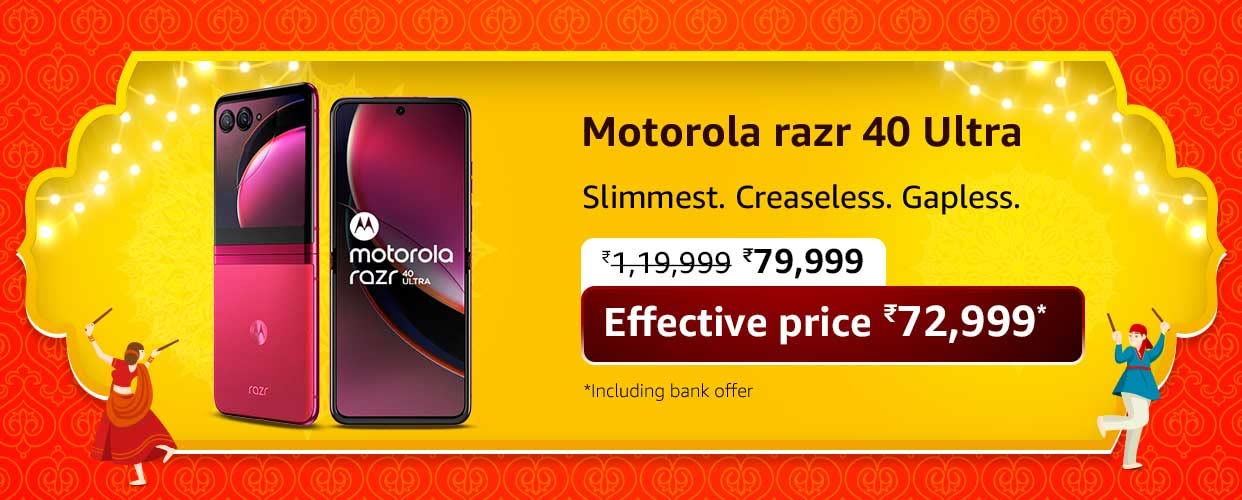 motorola
razr 40
ULTRA
razr
Motorola razr 40 Ultra
Slimmest. Creaseless. Gapless.
₹1,19,999 ₹79,999
Effective price ₹72,999*
*Including bank offer